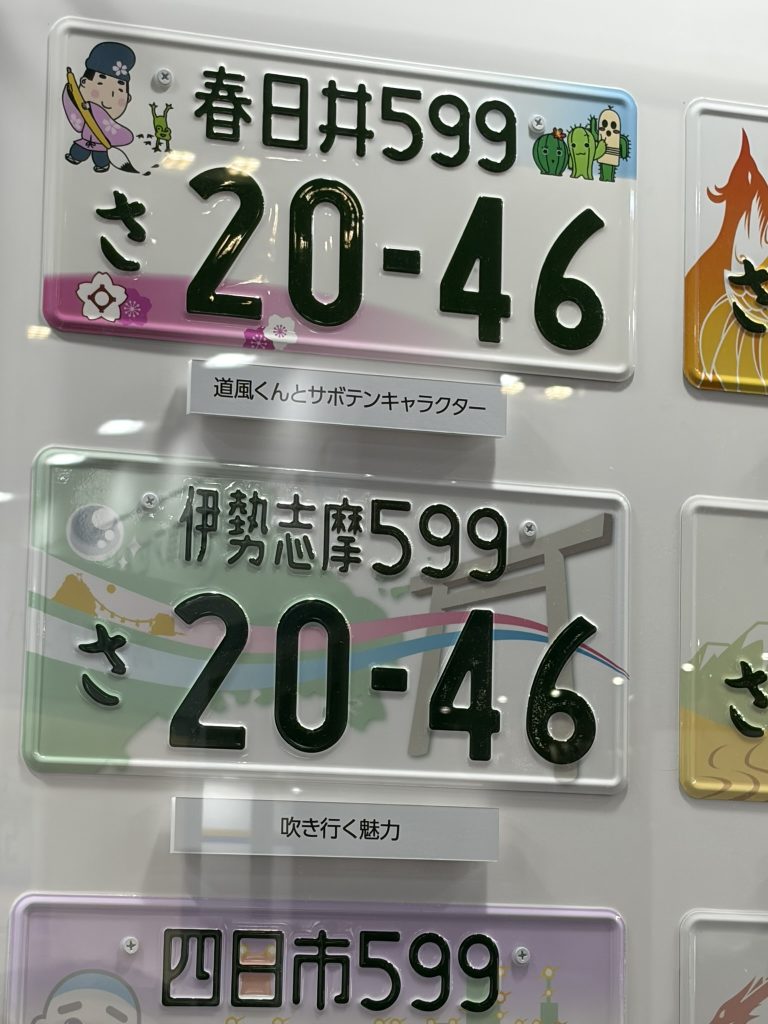 春日井599
さ 20-46
道風くんとサボテンキャラクター
さ
伊勢志摩599
さ 20-46
吹き行く魅力
さ
四日市599